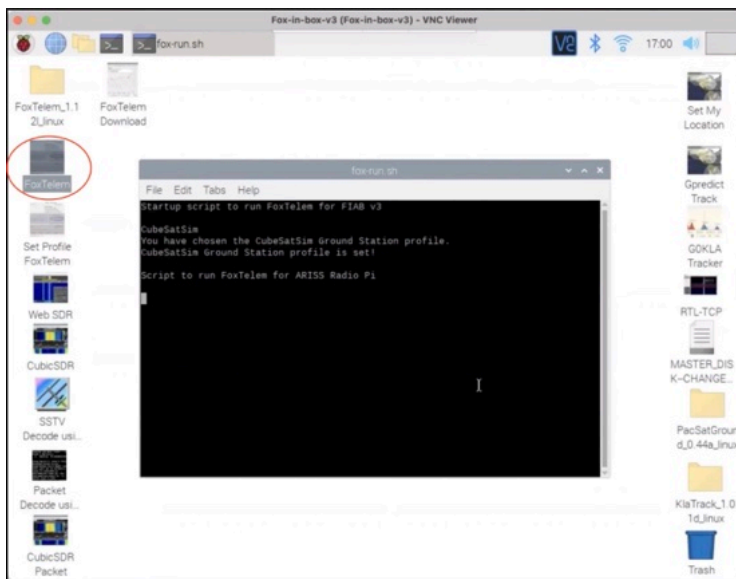 Fox-in-box-v3 (Fox-in-box-v3) - VNC Viewer
fox-run.sh
17:00
FoxTelem_1.1
2l_linux
FoxTelem
Download
FoxTelem
Set Profile
FoxTelem
Web SDR
CubicSDR
SSTV
Decode usi...
Packet
Decode usi...
CubicSDR
Packet
fox-run.sh
File Edit Tabs Help
Startup script to run FoxTelem for FIAB v3
CubeSatSim
You have chosen the CubeSatSim Ground Station profile.
CubeSatSim Ground Station profile is set!
Script to run FoxTelem for ARISS Radio Pi
Set My
Location
Gpredict
Track
G0KLA
Tracker
RTL-TCP
MASTER_DIS
K-CHANGE...
PacSatGroun
d_0.44a_linux
KlaTrack_1.0
1d_linux
Trash